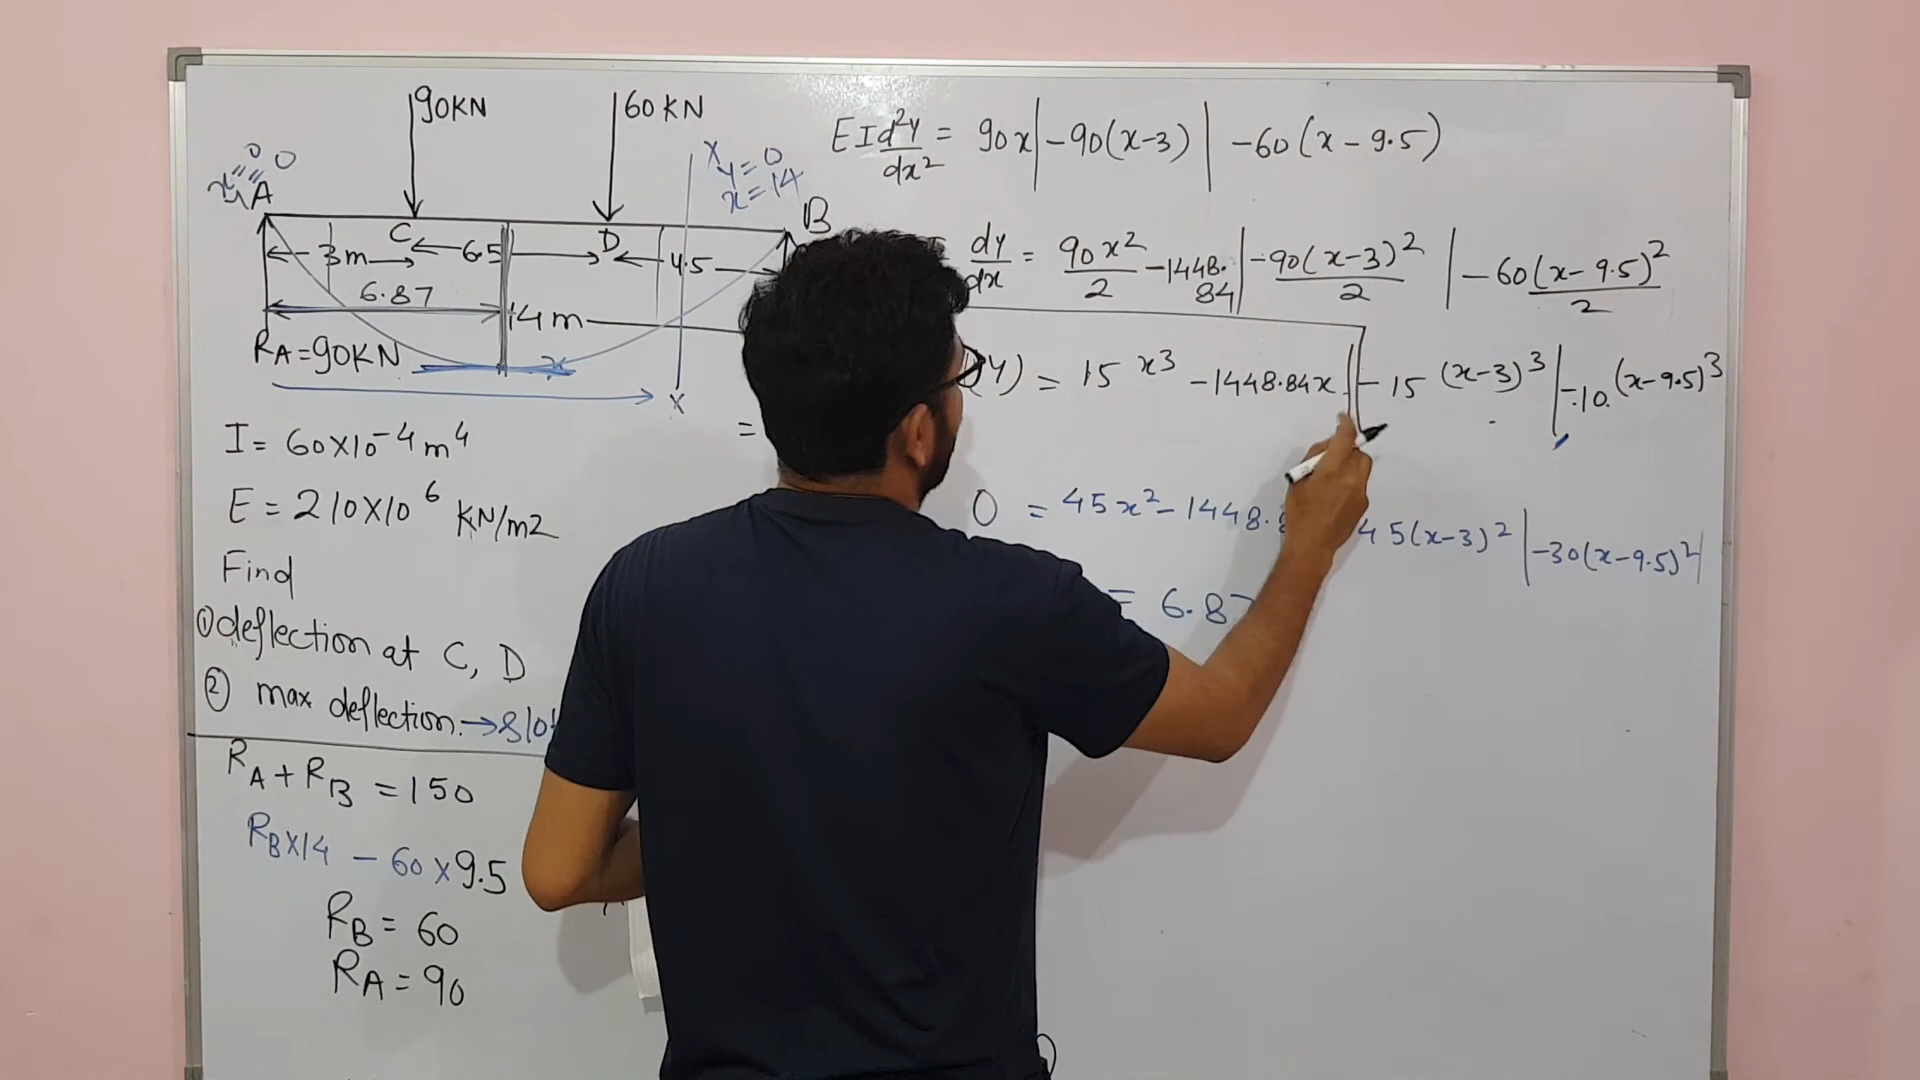 90KN
60 KN
x y = 0
x = 14
0 0
A
B
C
D
3m
6.5
4.5
6.87
14 m
RA = 90KN
x
x
I = 60 X 10⁻⁴ m⁴
E = 210 X 10⁶ KN/m2
Find
① deflection at C, D
② max deflection. →
RA + RB = 150
RB X 14 – 60 x 9.5
RB = 60
RA = 90
EI d²y/dx² = 90x | – 90(x-3) | – 60(x – 9.5)
dy/dx = 90x²/2 – 1448.84 | – 90(x-3)²/2 | – 60(x – 9.5)²/2
y) = 15 x³ – 1448.84x | – 15 (x-3)³ | – 10 (x-9.5)³
=
0 = 45x² – 1448. 45(x-3)² | – 30(x-9.5)² |
= 6.87